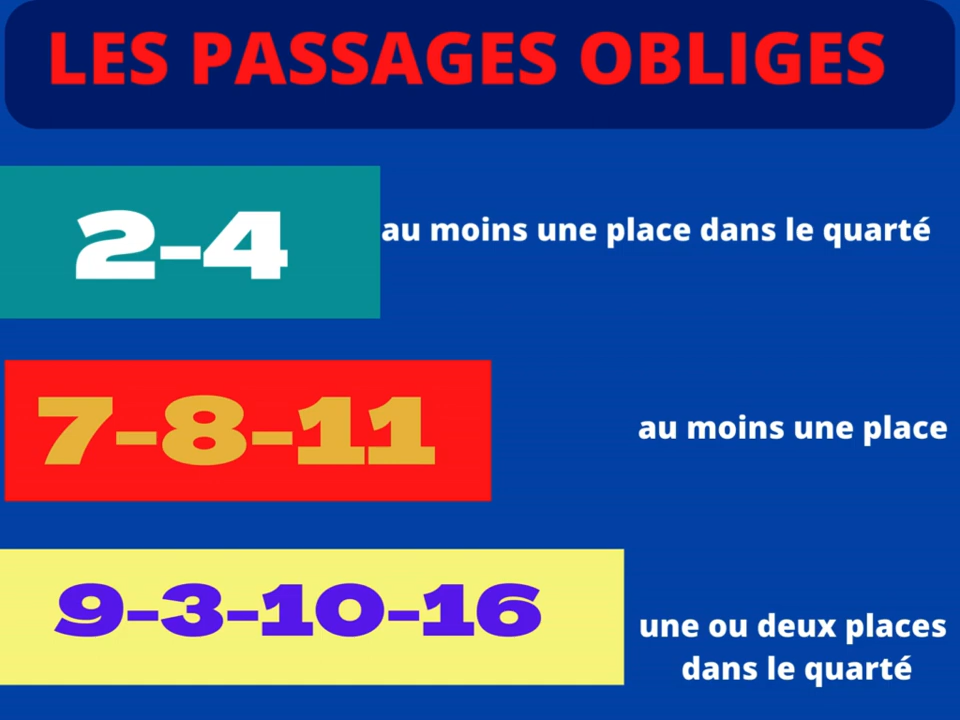 LES PASSAGES OBLIGES
2-4
au moins une place dans le quarté
7-8-11
au moins une place
9-3-10-16
une ou deux places
dans le quarté